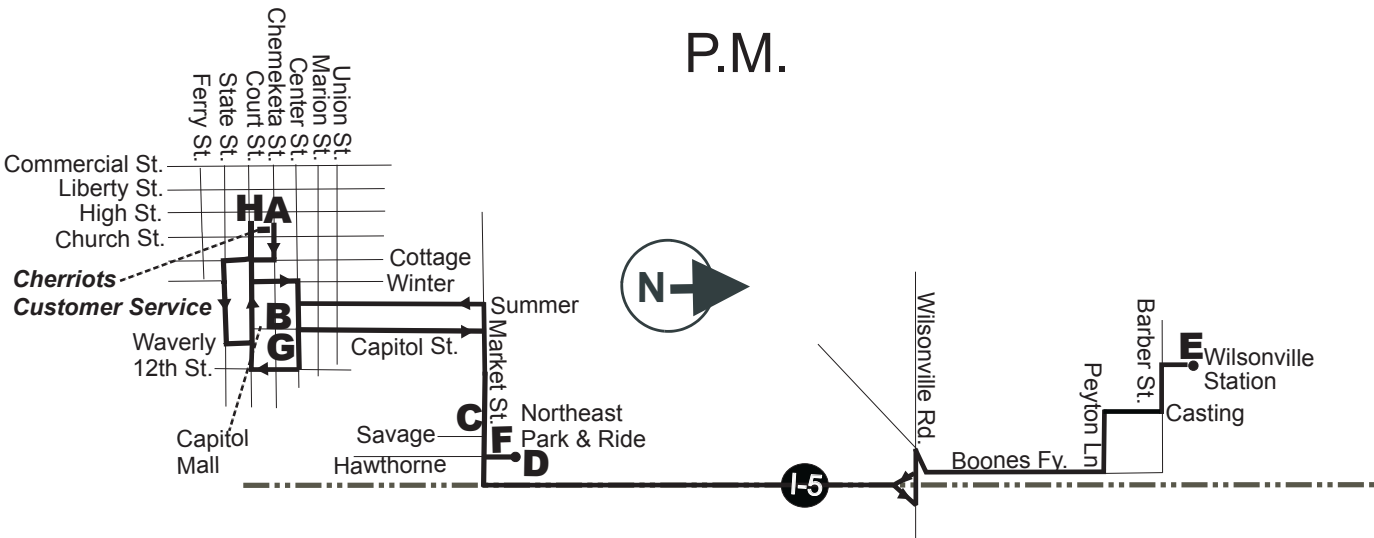 P.M.
Ferry St.
State St.
Court St.
Chemeketa St.
Center St.
Marion St.
Union St.
Commercial St.
Liberty St.
High St.
Church St.
H
A
Cherriots
Customer Service
Cottage
Winter
Summer
B
G
Waverly
12th St.
Capitol St.
Capitol
Mall
Market St.
C
Savage
Hawthorne
F
D
Northeast
Park & Ride
N
I-5
Wilsonville Rd.
Boones Fy.
Peyton Ln
Barber St.
Casting
E
Wilsonville
Station